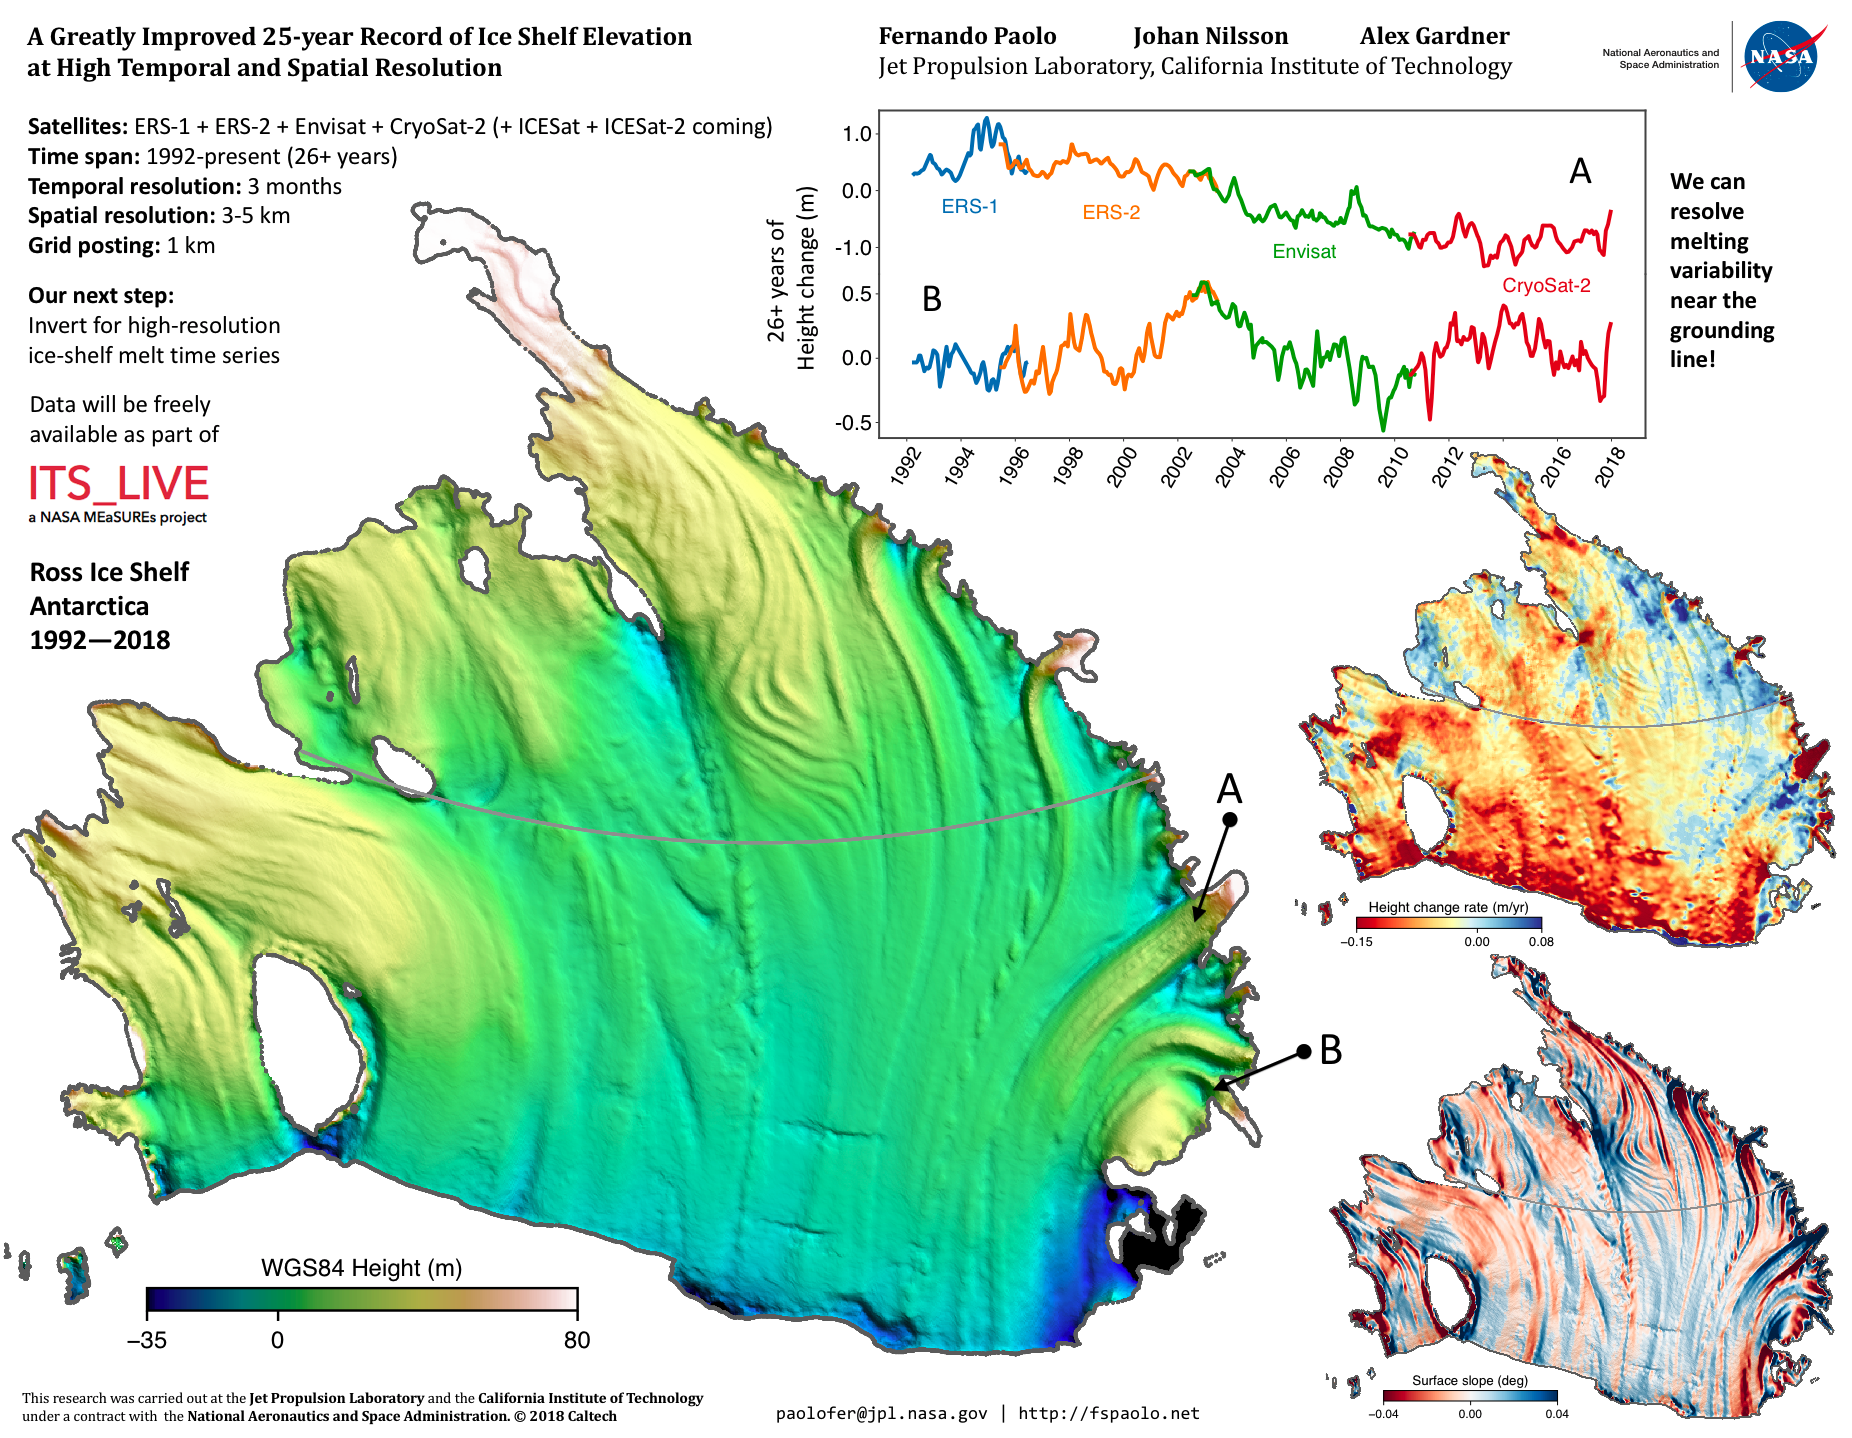 A Greatly Improved 25-year Record of Ice Shelf Elevation
at High Temporal and Spatial Resolution
Fernando Paolo Johan Nilsson Alex Gardner
Jet Propulsion Laboratory, California Institute of Technology
National Aeronautics and
Space Administration
NASA
Satellites: ERS-1 + ERS-2 + Envisat + CryoSat-2 (+ ICESat + ICESat-2 coming)
Time span: 1992-present (26+ years)
Temporal resolution: 3 months
Spatial resolution: 3-5 km
Grid posting: 1 km
Our next step:
Invert for high-resolution
ice-shelf melt time series
Data will be freely
available as part of
ITS_LIVE
a NASA MEaSUREs project
Ross Ice Shelf
Antarctica
1992—2018
26+ years of
Height change (m)
1.0
0.0
-1.0
0.5
0.0
-0.5
A
B
ERS-1
ERS-2
Envisat
CryoSat-2
1992 1994 1996 1998 2000 2002 2004 2006 2008 2010 2012 2016 2018
We can
resolve
melting
variability
near the
grounding
line!
A
B
Height change rate (m/yr)
−0.15 0.00 0.08
Surface slope (deg)
−0.04 0.00 0.04
WGS84 Height (m)
−35 0 80
This research was carried out at the Jet Propulsion Laboratory and the California Institute of Technology
under a contract with the National Aeronautics and Space Administration. © 2018 Caltech
paolofer@jpl.nasa.gov | http://fspaolo.net